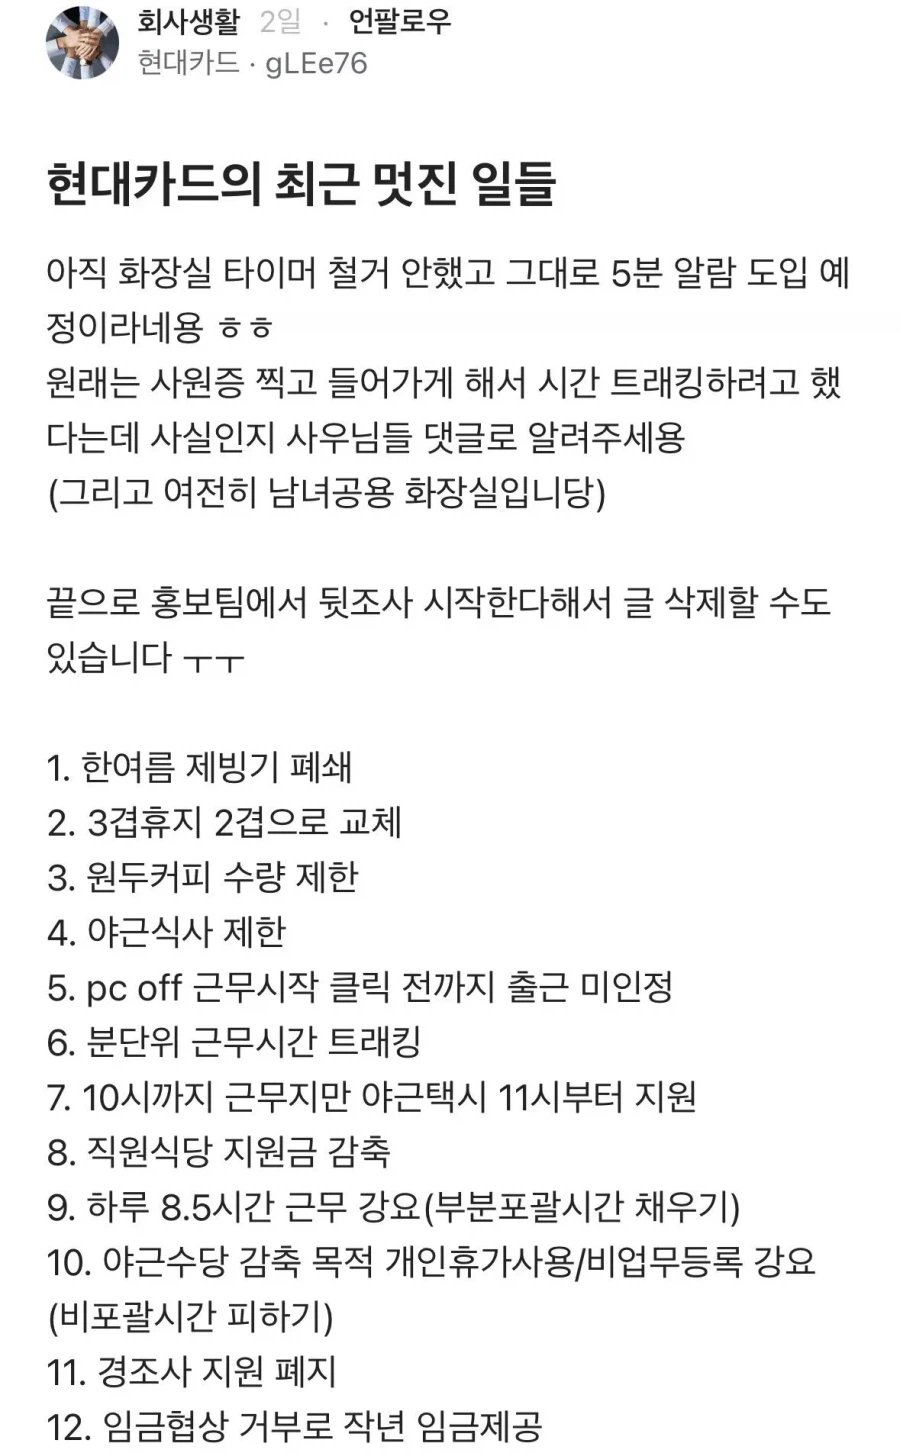 회사생활 2일 · 언팔로우
현대카드 · gLEe76
현대카드의 최근 멋진 일들
아직 화장실 타이머 철거 안했고 그대로 5분 알람 도입 예
정이라네용 ㅎㅎ
원래는 사원증 찍고 들어가게 해서 시간 트래킹하려고 했
다는데 사실인지 사우님들 댓글로 알려주세용
(그리고 여전히 남녀공용 화장실입니당)
끝으로 홍보팀에서 뒷조사 시작한다해서 글 삭제할 수도
있습니다 ㅜㅜ
1. 한여름 제빙기 폐쇄
2. 3겹휴지 2겹으로 교체
3. 원두커피 수량 제한
4. 야근식사 제한
5. pc off 근무시작 클릭 전까지 출근 미인정
6. 분단위 근무시간 트래킹
7. 10시까지 근무지만 야근택시 11시부터 지원
8. 직원식당 지원금 감축
9. 하루 8.5시간 근무 강요(부분포괄시간 채우기)
10. 야근수당 감축 목적 개인휴가사용/비업무등록 강요
(비포괄시간 피하기)
11. 경조사 지원 폐지
12. 임금협상 거부로 작년 임금제공